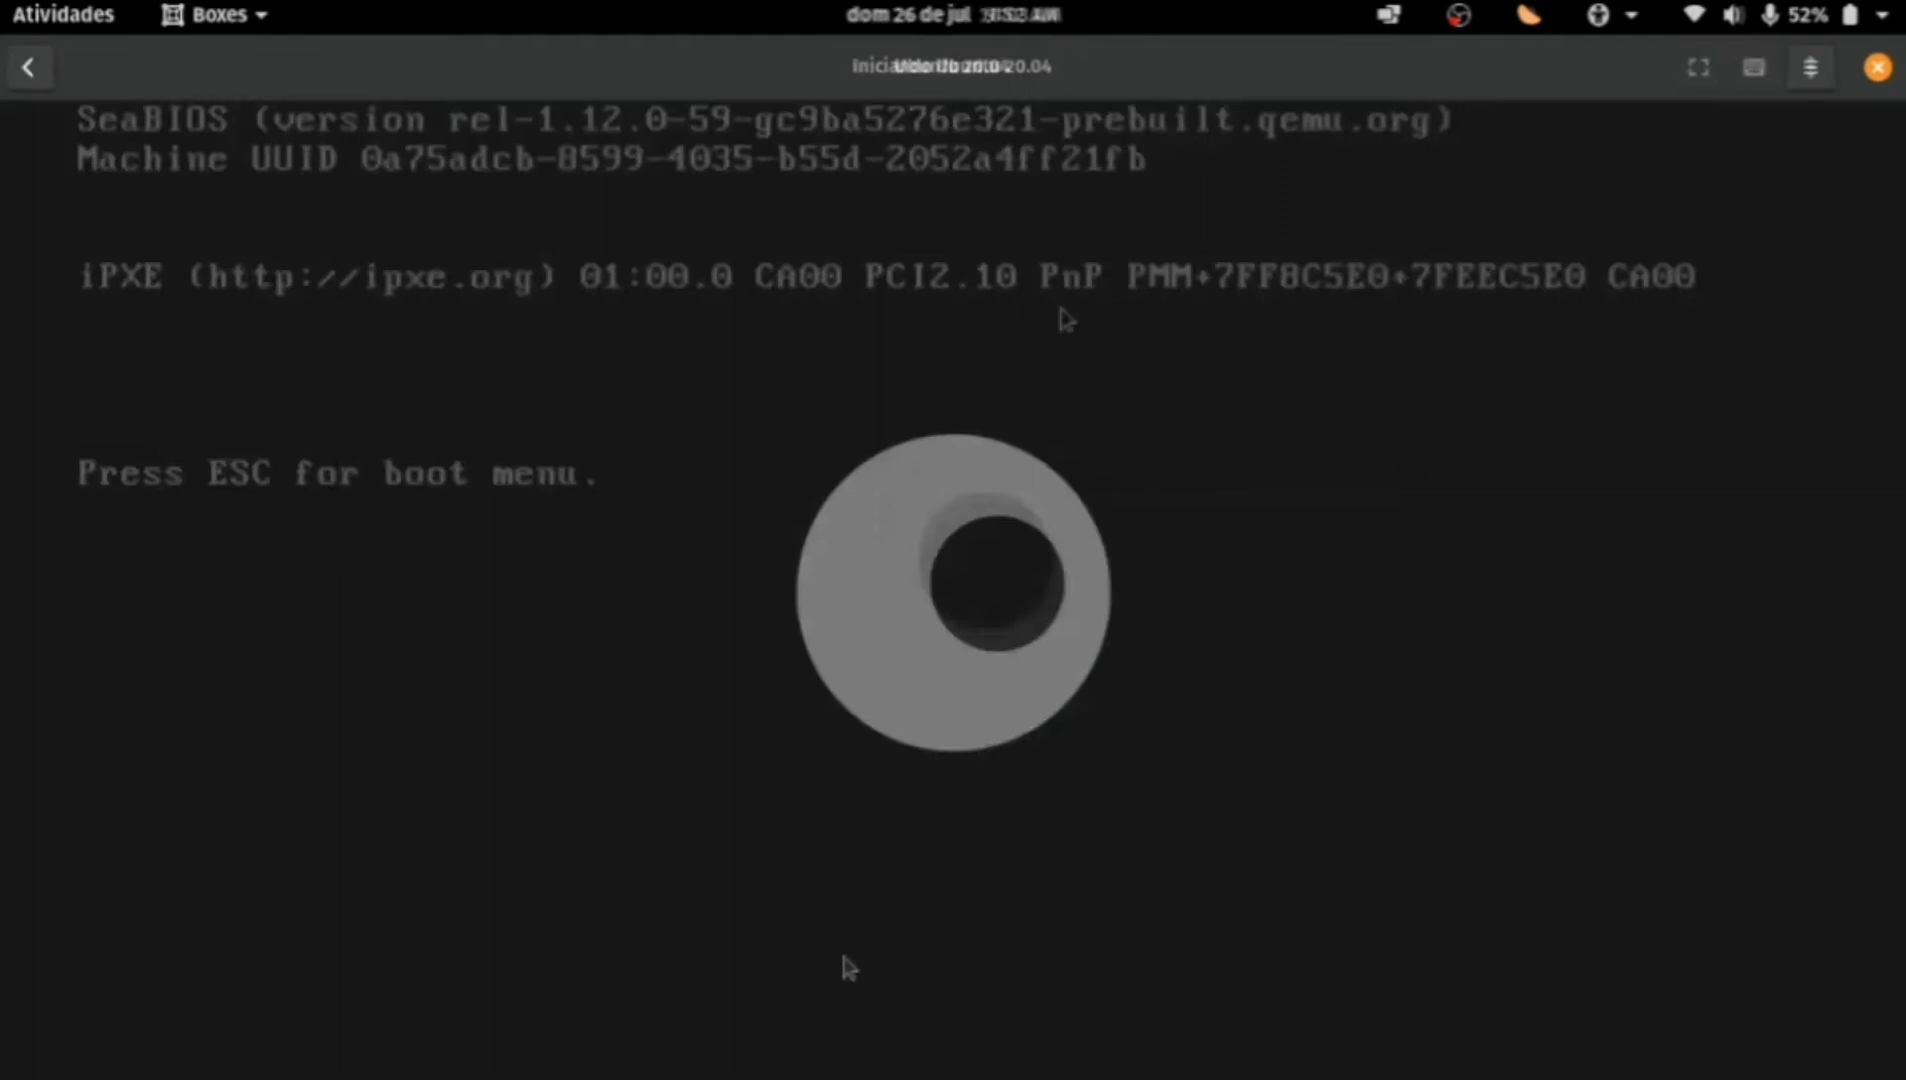 Atividades Boxes dom 26 de jul 52%
20.04
SeaBIOS (version rel-1.12.0-59-gc9ba5276e321-prebuilt.qemu.org)
Machine UUID 0a75adcb-8599-4035-b55d-2052a4ff21fb
iPXE (http://ipxe.org) 01:00.0 CA00 PCI2.10 PnP PMM+7FF8C5E0+7FEEC5E0 CA00
Press ESC for boot menu.